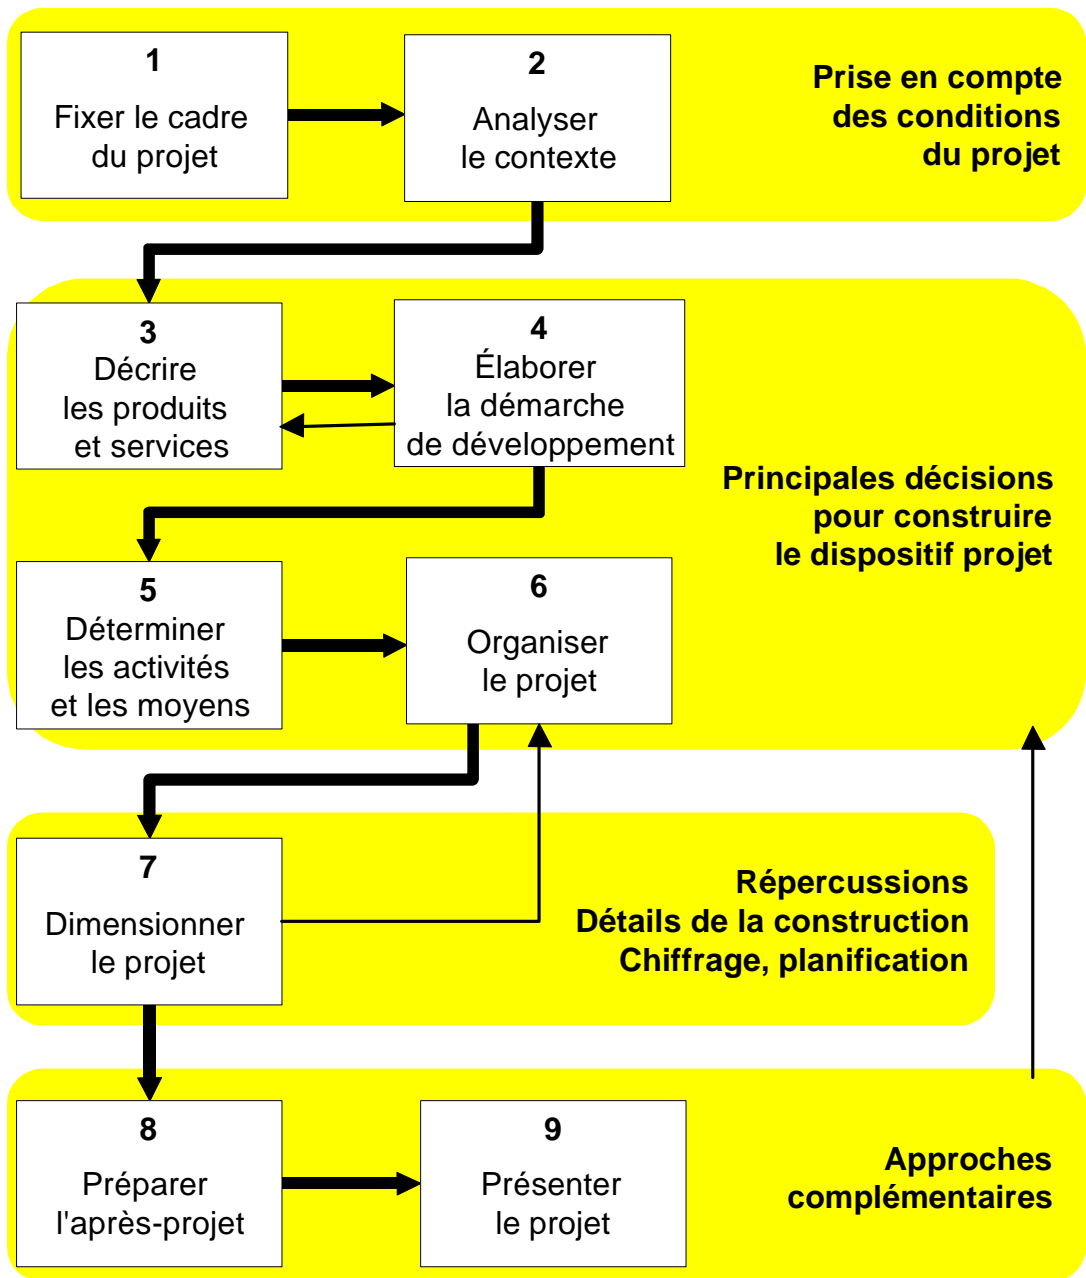 1
Fixer le cadre
du projet
2
Analyser
le contexte
Prise en compte
des conditions
du projet
3
Décrire
les produits
et services
4
Élaborer
la démarche
de développement
Principales décisions
pour construire
le dispositif projet
5
Déterminer
les activités
et les moyens
6
Organiser
le projet
7
Dimensionner
le projet
Répercussions
Détails de la construction
Chiffrage, planification
8
Préparer
l'après-projet
9
Présenter
le projet
Approches
complémentaires